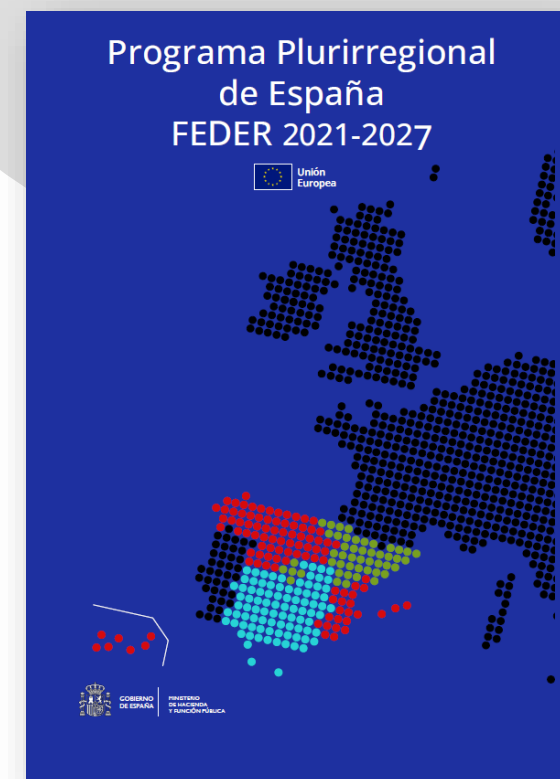 Programa Plurirregional
de España
FEDER 2021-2027
Unión
Europea
GOBIERNO
DE ESPAÑA
MINISTERIO
DE HACIENDA
Y FUNCIÓN PÚBLICA